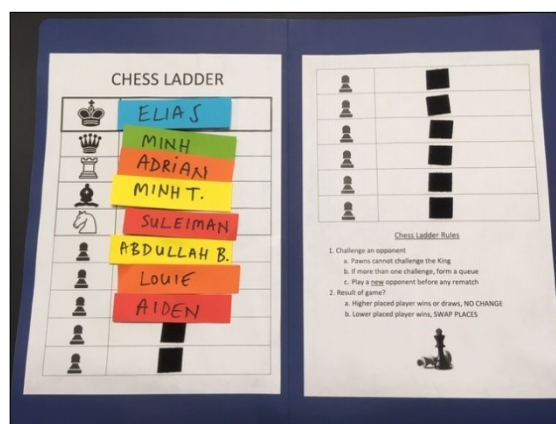 CHESS LADDER
ELIAS
MINH
ADRIAN
MINH T.
SULEIMAN
ABDULLAH B.
LOUIE
AIDEN
Chess Ladder Rules
1. Challenge an opponent
a. Pawns cannot challenge the King
b. If more than one challenge, form a queue
c. Play a new opponent before any rematch
2. Result of game?
a. Higher placed player wins or draws, NO CHANGE
b. Lower placed player wins, SWAP PLACES